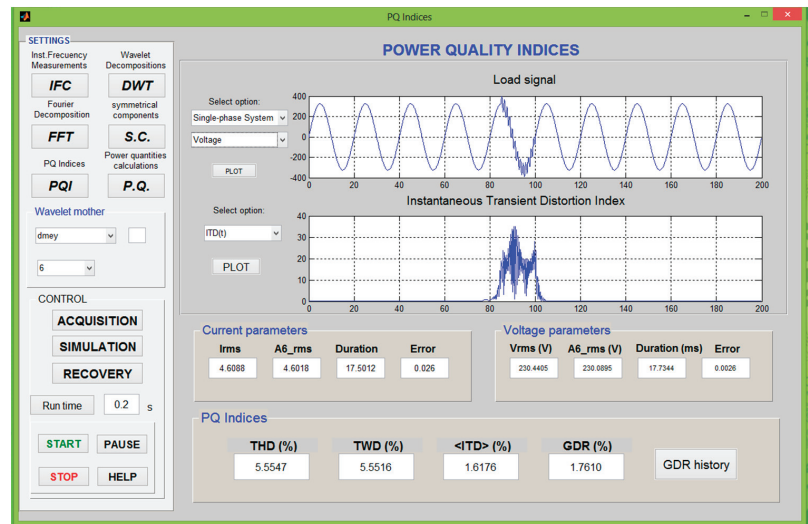 PQ Indices
SETTINGS
Inst.Frecuency
Measurements
Wavelet
Decompositions
IFC
DWT
Fourier
Decomposition
symmetrical
components
FFT
S.C.
PQ Indices
Power quantities
calculations
PQI
P.Q.
Wavelet mother
dmey
6
CONTROL
ACQUISITION
SIMULATION
RECOVERY
Run time
0.2
s
START
PAUSE
STOP
HELP
POWER QUALITY INDICES
Load signal
Select option:
Single-phase System
Voltage
PLOT
400
200
0
-200
-400
0 20 40 60 80 100 120 140 160 180 200
Instantaneous Transient Distortion Index
Select option:
ITD(t)
PLOT
40
30
20
10
0
0 20 40 60 80 100 120 140 160 180 200
Current parameters
Irms A6_rms Duration Error
4.6088 4.6018 17.5012 0.026
Voltage parameters
Vrms (V) A6_rms (V) Duration (ms) Error
230.4405 230.0895 17.7344 0.0026
PQ Indices
THD (%) TWD (%) <ITD> (%) GDR (%)
5.5547 5.5516 1.6176 1.7610
GDR history